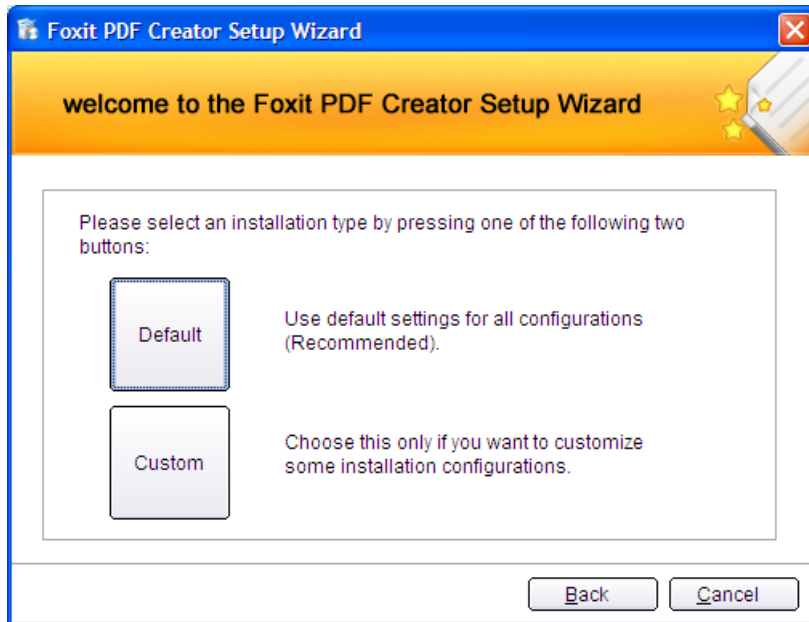 Foxit PDF Creator Setup Wizard
welcome to the Foxit PDF Creator Setup Wizard
Please select an installation type by pressing one of the following two
buttons:
Default
Use default settings for all configurations
(Recommended).
Custom
Choose this only if you want to customize
some installation configurations.
Back
Cancel